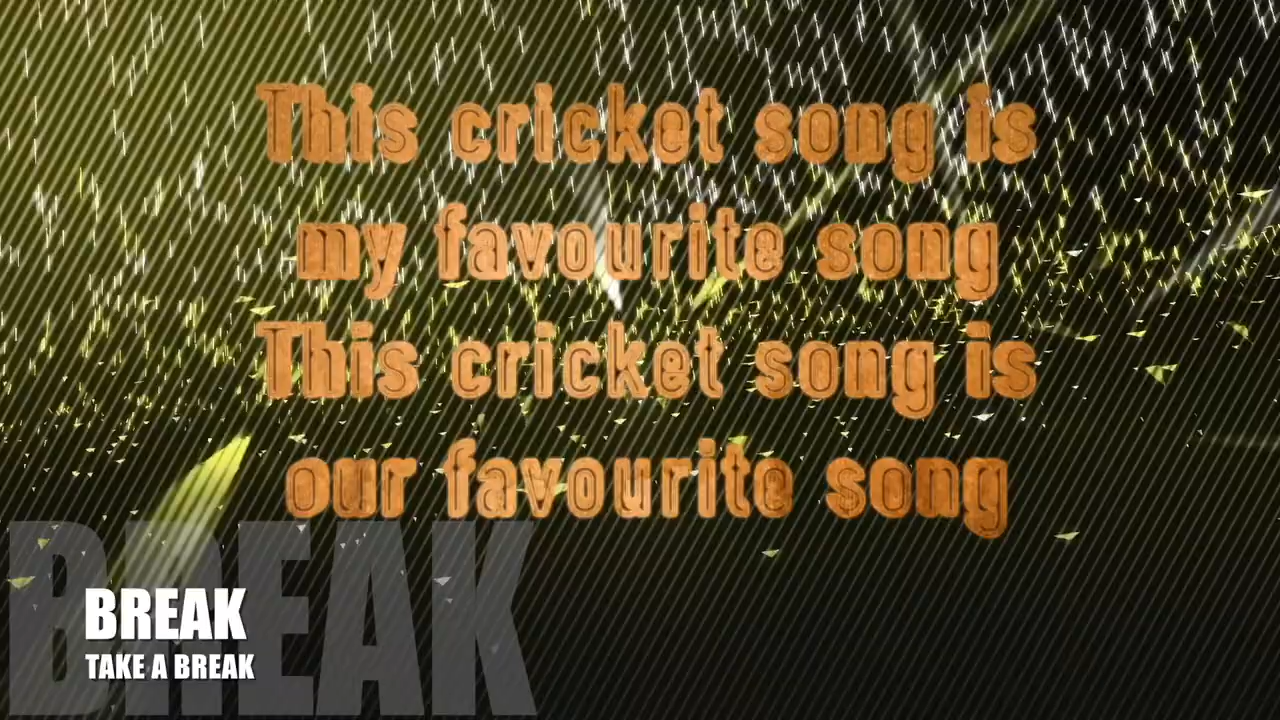 This cricket song is
my favourite song
This cricket song is
our favourite song
BREAK
BREAK
TAKE A BREAK